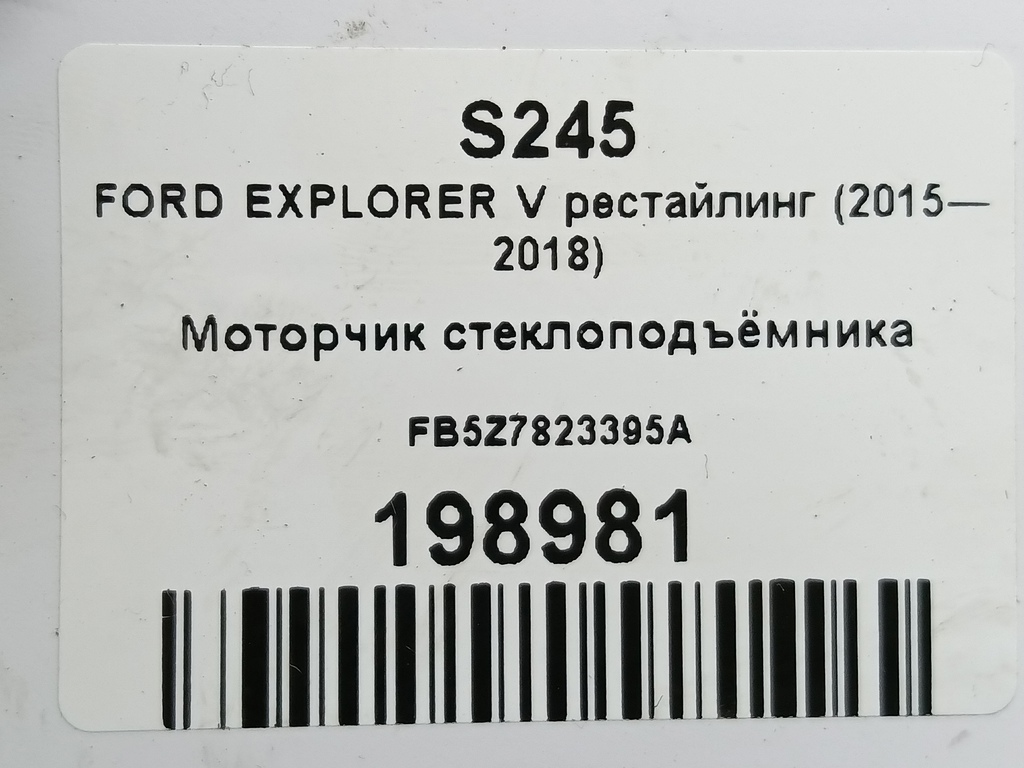 S245
FORD EXPLORER V рестайлинг (2015—
2018)
Моторчик стеклоподъёмника
FB5Z7823395A
198981